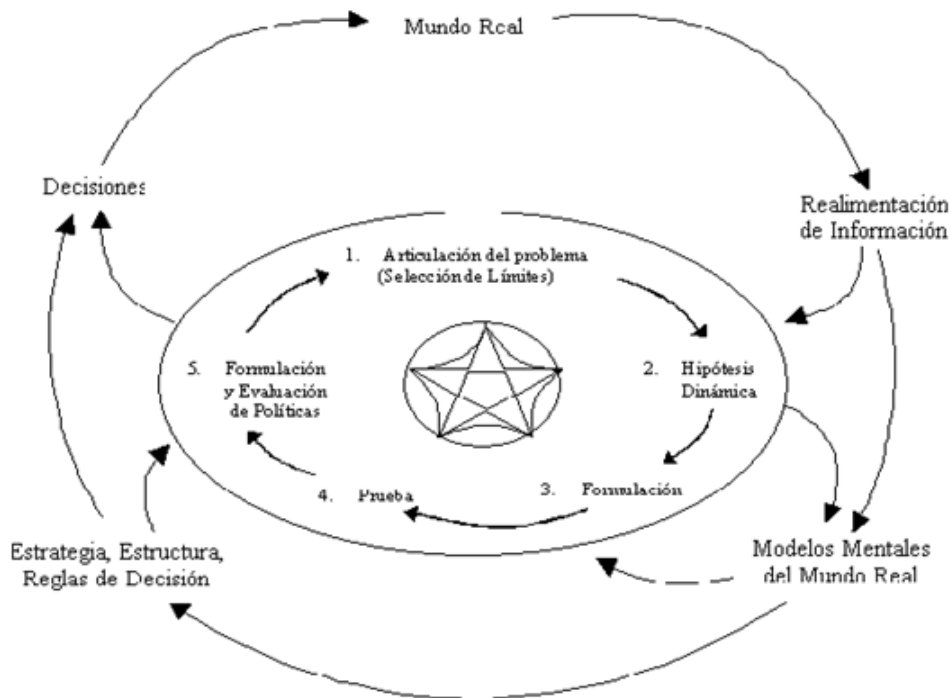 Mundo Real
Decisiones
Realimentación
de Información
1. Articulación del problema
(Selección de Límites)
2. Hipótesis
Dinámica
3. Formulación
4. Prueba
5. Formulación
y Evaluación
de Políticas
Estrategia, Estructura,
Reglas de Decisión
Modelos Mentales
del Mundo Real